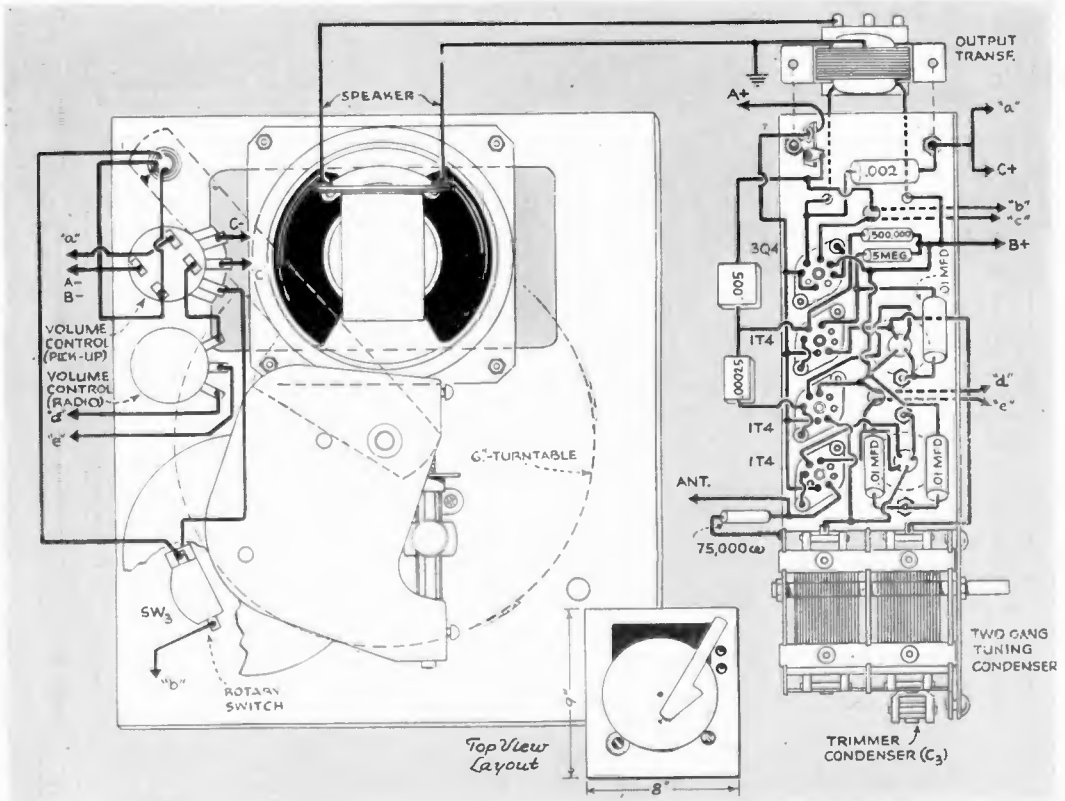 OUTPUT
TRANSF.
SPEAKER
A+
"a"
C+
"b"
"c"
B+
.002
500,000
5MEG
.01 MFD
3Q4
.005
1T4
.00025
1T4
1T4
"d"
"e"
.01 MFD
.01 MFD
ANT.
75,000ω
"a"
A-
B-
C-
C
VOLUME
CONTROL
(PICK-UP)
VOLUME
CONTROL
(RADIO)
"d"
"e"
6"-TURNTABLE
SW3
"b"
ROTARY
SWITCH
TWO GANG
TUNING
CONDENSER
TRIMMER
CONDENSER (C3)
Top View
Layout
9"
8"